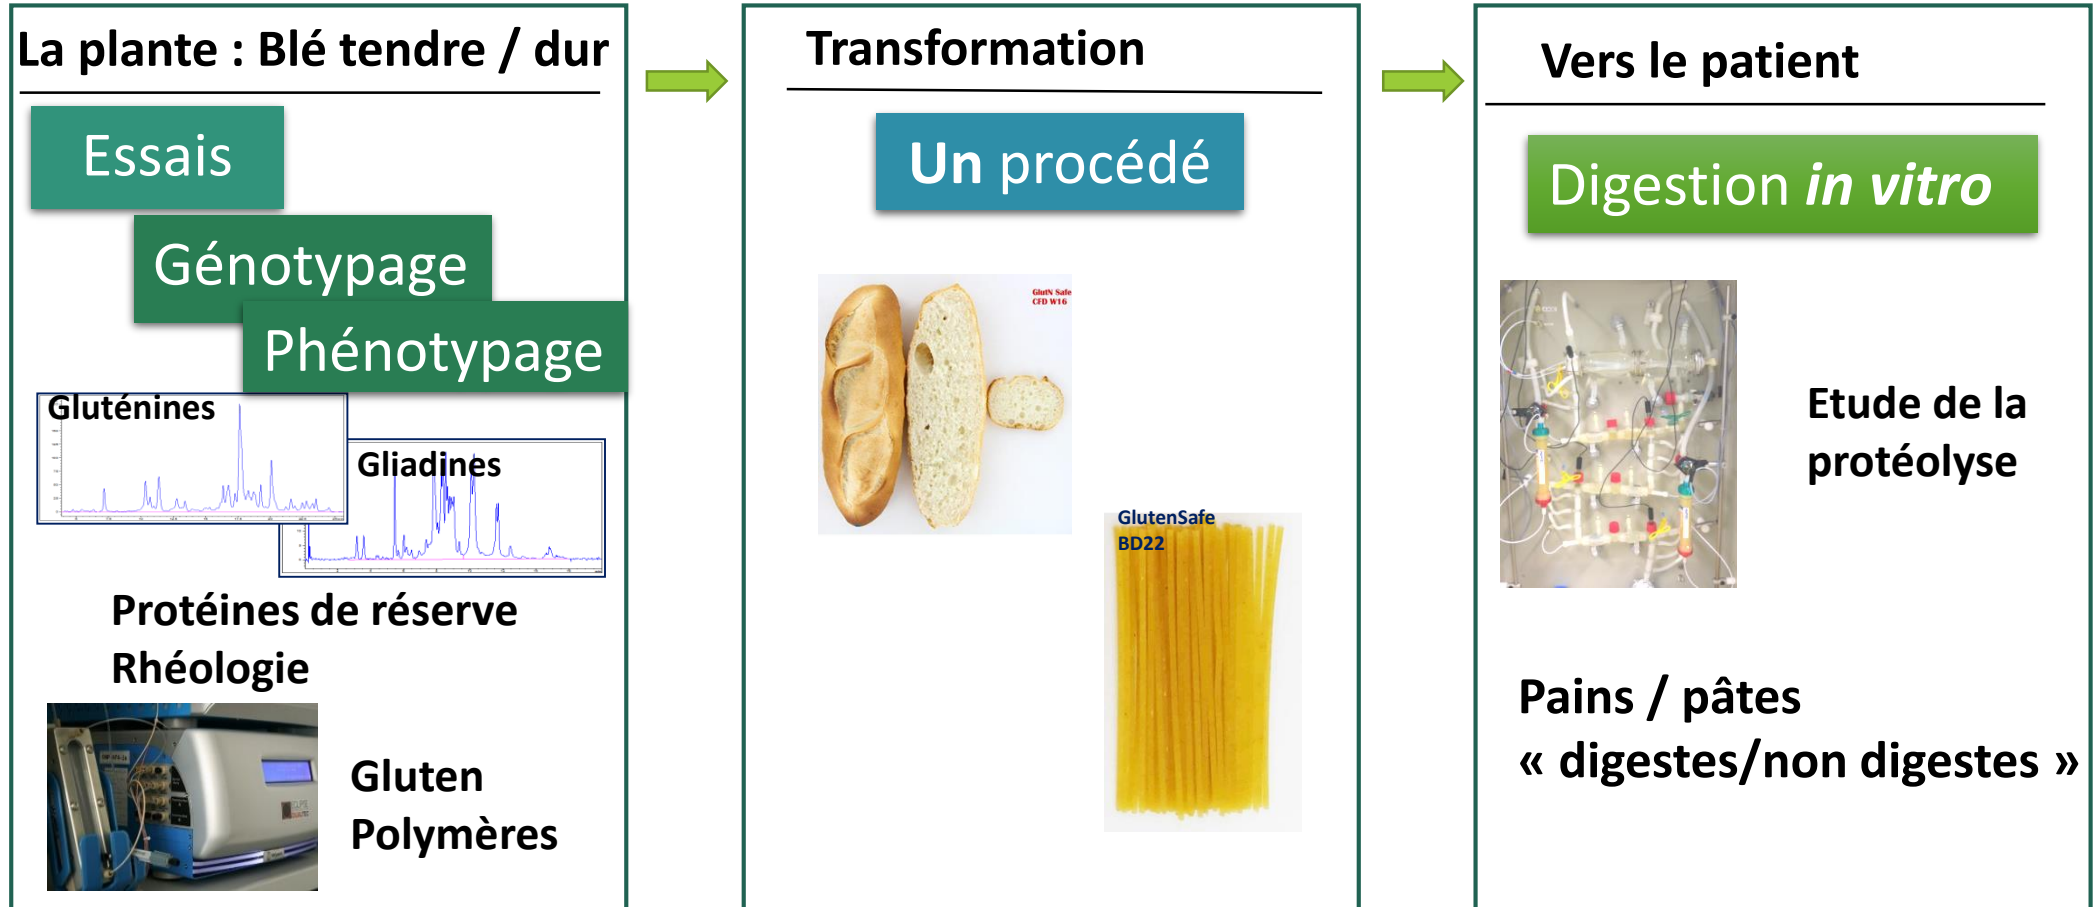 La plante : Blé tendre / dur
Essais
Génotypage
Phénotypage
Gluténines
Gliadines
Protéines de réserve
Rhéologie
Gluten
Polymères
Transformation
Un procédé
GlutN Safe
CFD W16
GlutenSafe
BD22
Vers le patient
Digestion in vitro
Etude de la
protéolyse
Pains / pâtes
« digestes/non digestes »